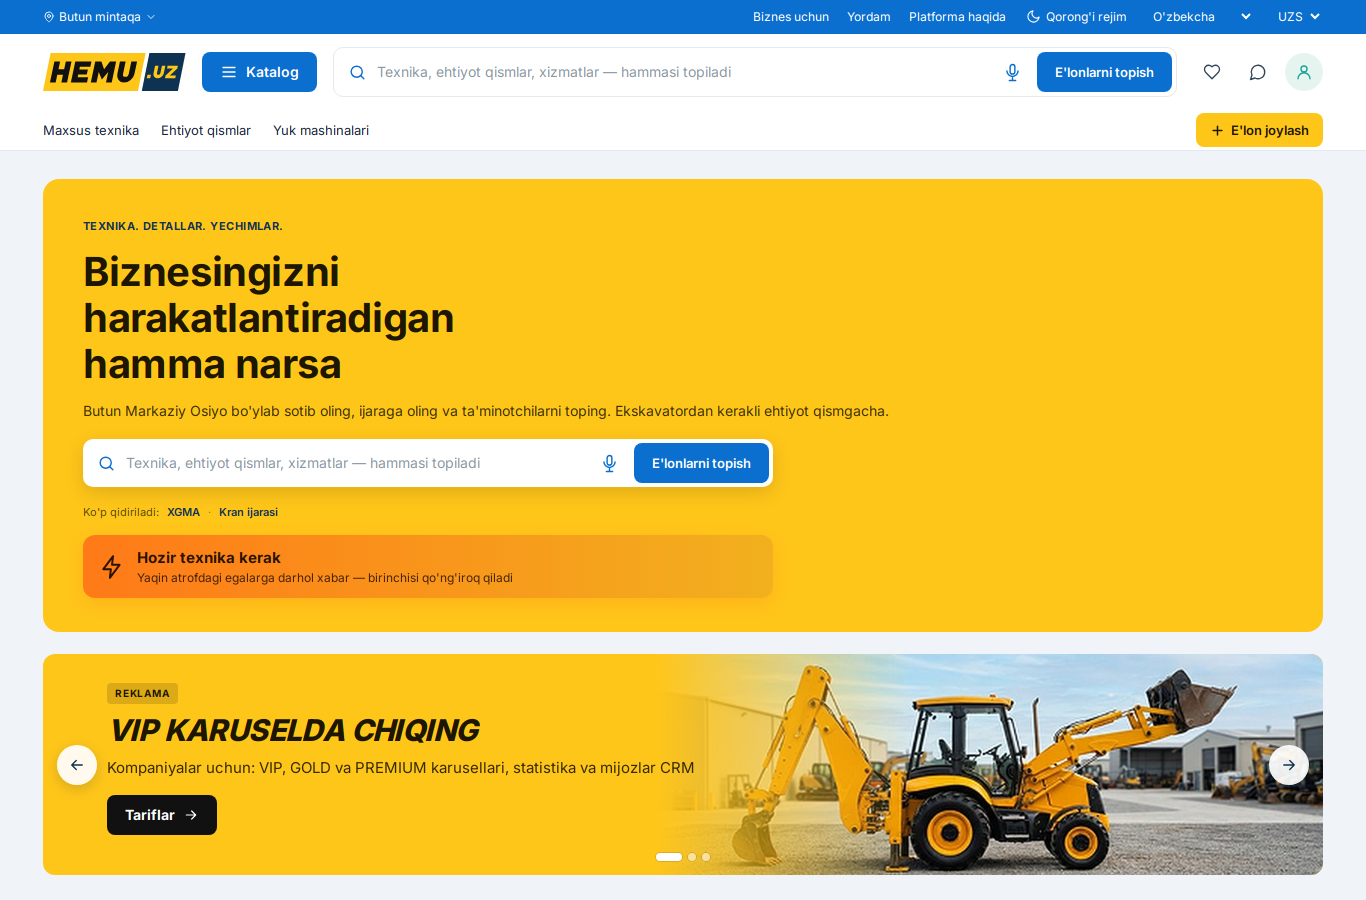 Butun mintaqa
Biznes uchun
Yordam
Platforma haqida
Qorong'i rejim
O'zbekcha
UZS
HEMU.UZ
Katalog
Texnika, ehtiyot qismlar, xizmatlar — hammasi topiladi
E'lonlarni topish
Maxsus texnika
Ehtiyot qismlar
Yuk mashinalari
E'lon joylash
TEXNIKA. DETALLAR. YECHIMLAR.
Biznesingizni
harakatlantiradigan
hamma narsa
Butun Markaziy Osiyo bo'ylab sotib oling, ijaraga oling va ta'minotchilarni toping. Ekskavatordan kerakli ehtiyot qismgacha.
Texnika, ehtiyot qismlar, xizmatlar — hammasi topiladi
E'lonlarni topish
Ko'p qidiriladi: XGMA · Kran ijarasi
Hozir texnika kerak
Yaqin atrofdagi egalarga darhol xabar — birinchisi qo'ng'iroq qiladi
REKLAMA
VIP KARUSELDA CHIQING
Kompaniyalar uchun: VIP, GOLD va PREMIUM karusellari, statistika va mijozlar CRM
Tariflar